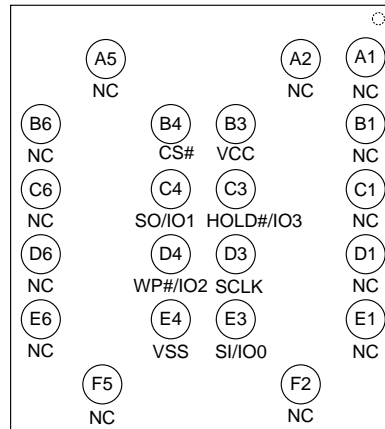 A5 A2 A1
NC NC NC
B6 B4 B3 B1
NC CS# VCC NC
C6 C4 C3 C1
NC SO/IO1 HOLD#/IO3 NC
D6 D4 D3 D1
NC WP#/IO2 SCLK NC
E6 E4 E3 E1
NC VSS SI/IO0 NC
F5 F2
NC NC